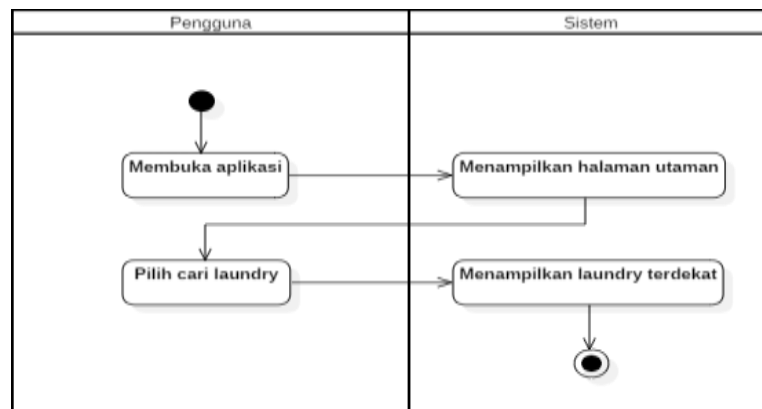 Pengguna
Sistem
Membuka aplikasi
Menampilkan halaman utaman
Pilih cari laundry
Menampilkan laundry terdekat